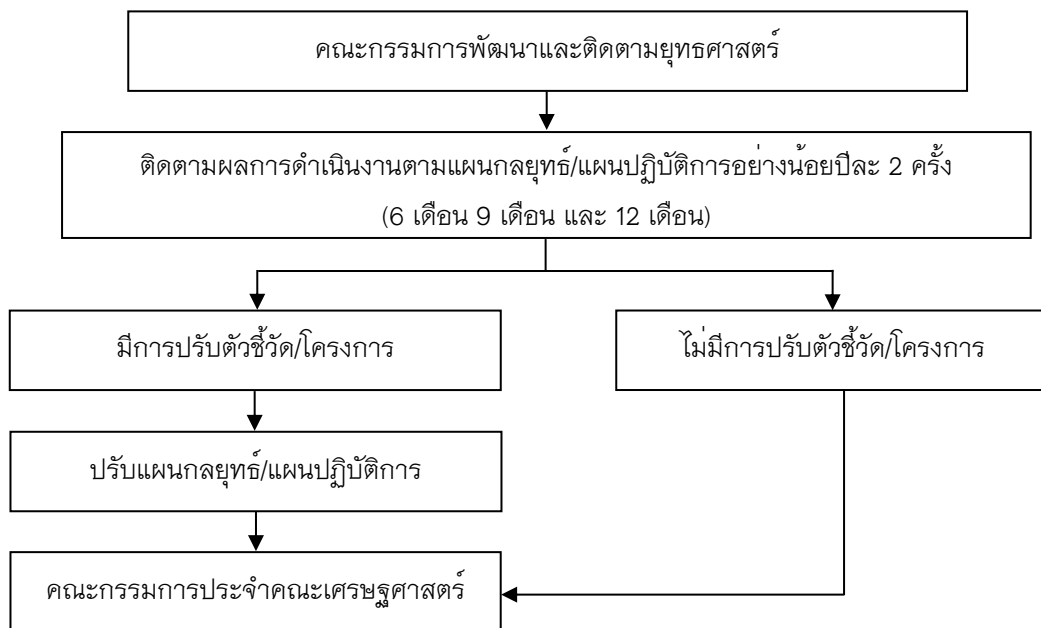 คณะกรรมการพัฒนาและติดตามยุทธศาสตร์
ติดตามผลการดำเนินงานตามแผนกลยุทธ์/แผนปฏิบัติการอย่างน้อยปีละ 2 ครั้ง
(6 เดือน 9 เดือน และ 12 เดือน)
มีการปรับตัวชี้วัด/โครงการ
ไม่มีการปรับตัวชี้วัด/โครงการ
ปรับแผนกลยุทธ์/แผนปฏิบัติการ
คณะกรรมการประจำคณะเศรษฐศาสตร์